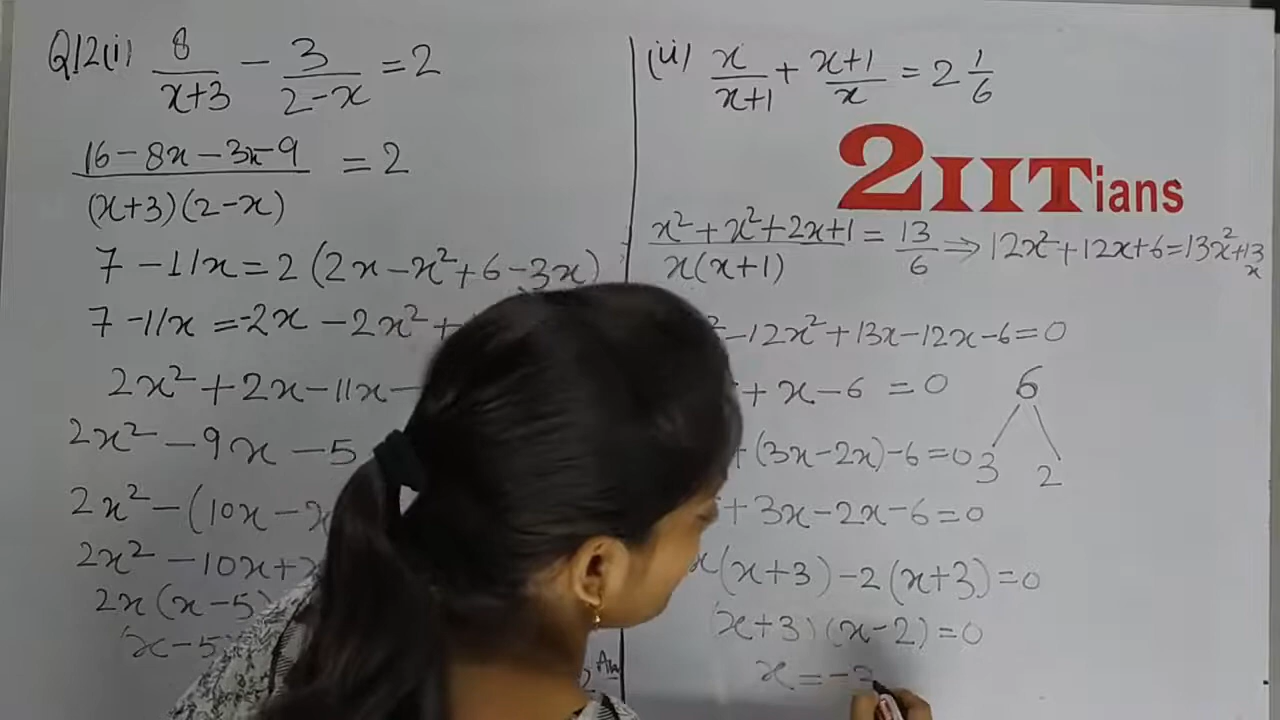 Q12(i) 8/(x+3) - 3/(2-x) = 2
(16-8x-3x-9)/((x+3)(2-x)) = 2
7-11x = 2(2x-x²+6-3x)
7-11x = -2x-2x²+
2x²+2x-11x-
2x²-9x-5
2x²-(10x-x
2x²-10x+x
2x(x-5)
x-5
, Ans
(ii) x/(x+1) + (x+1)/x = 2 1/6
2IITians
(x²+x²+2x+1)/(x(x+1)) = 13/6 ⇒ 12x²+12x+6=13x²+13x
²-12x²+13x-12x-6=0
+x-6=0
+(3x-2x)-6=0
6
3 2
+3x-2x-6=0
x(x+3)-2(x+3)=0
(x+3)(x-2)=0
x=-